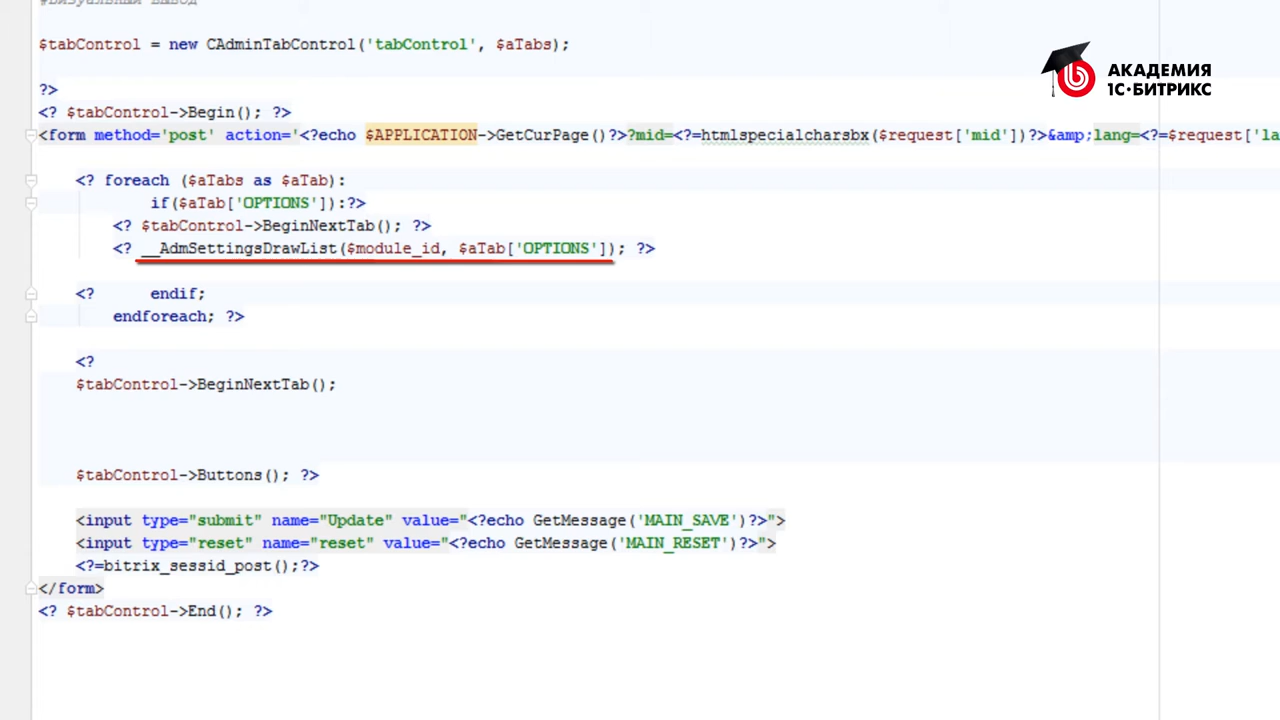 #Визуальный вывод
$tabControl = new CAdminTabControl('tabControl', $aTabs);
АКАДЕМИЯ
1С-БИТРИКС
?>
<? $tabControl->Begin(); ?>
<form method='post' action='<?echo $APPLICATION->GetCurPage()?>?mid=<?=htmlspecialcharsbx($request['mid'])?>&amp;lang=<?=$request['la
<? foreach ($aTabs as $aTab):
if($aTab['OPTIONS']):?>
<? $tabControl->BeginNextTab(); ?>
<? __AdmSettingsDrawList($module_id, $aTab['OPTIONS']); ?>
<? endif;
endforeach; ?>
<?
$tabControl->BeginNextTab();
$tabControl->Buttons(); ?>
<input type="submit" name="Update" value="<?echo GetMessage('MAIN_SAVE')?>">
<input type="reset" name="reset" value="<?echo GetMessage('MAIN_RESET')?>">
<?=bitrix_sessid_post();?>
</form>
<? $tabControl->End(); ?>